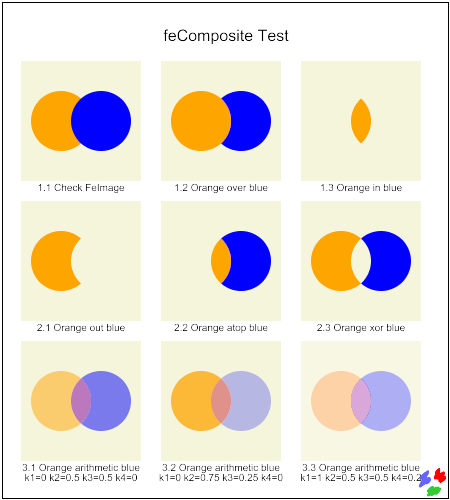 feComposite Test
1.1 Check FeImage
1.2 Orange over blue
1.3 Orange in blue
2.1 Orange out blue
2.2 Orange atop blue
2.3 Orange xor blue
3.1 Orange arithmetic blue
k1=0 k2=0.5 k3=0.5 k4=0
3.2 Orange arithmetic blue
k1=0 k2=0.75 k3=0.25 k4=0
3.3 Orange arithmetic blue
k1=1 k2=0.5 k3=0.5 k4=0.2